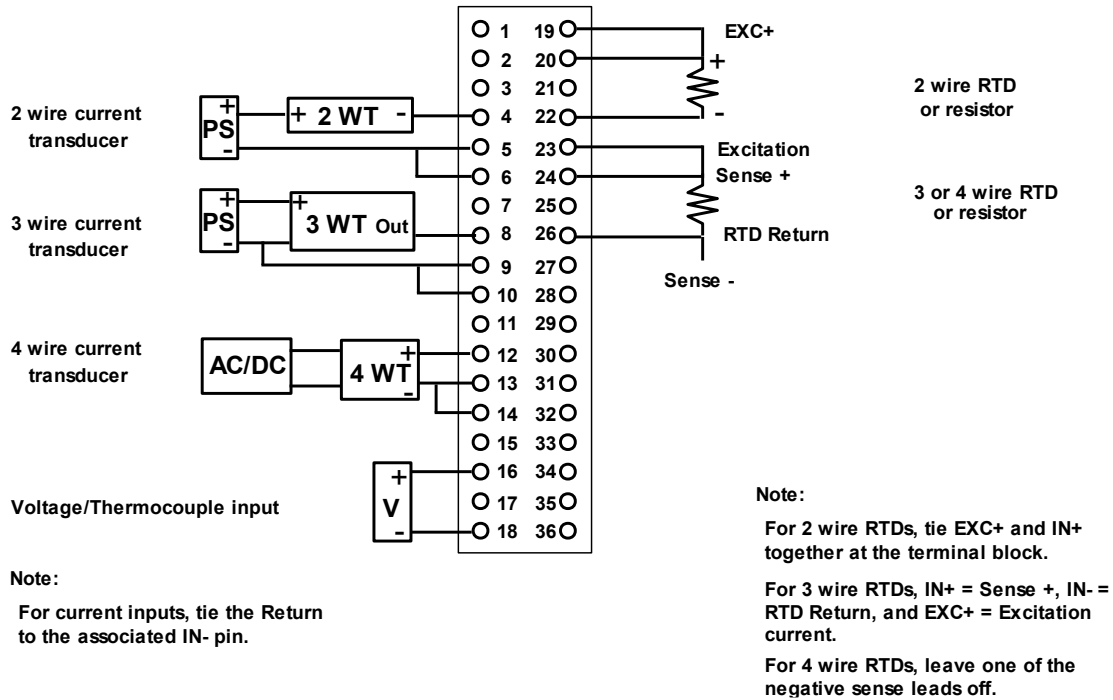 1 19 EXC+
2 20 +
3 21
2 wire current
transducer
PS + -
+ 2 WT -
4 22 -
2 wire RTD
or resistor
5 23 Excitation
6 24 Sense +
7 25
3 wire current
transducer
PS + -
+ 3 WT Out
8 26 RTD Return
3 or 4 wire RTD
or resistor
9 27
Sense -
10 28
11 29
4 wire current
transducer
AC/DC
4 WT + -
12 30
13 31
14 32
15 33
Voltage/Thermocouple input
+ V -
16 34
17 35
18 36
Note:
For current inputs, tie the Return
to the associated IN- pin.
Note:
For 2 wire RTDs, tie EXC+ and IN+
together at the terminal block.
For 3 wire RTDs, IN+ = Sense +, IN- =
RTD Return, and EXC+ = Excitation
current.
For 4 wire RTDs, leave one of the
negative sense leads off.